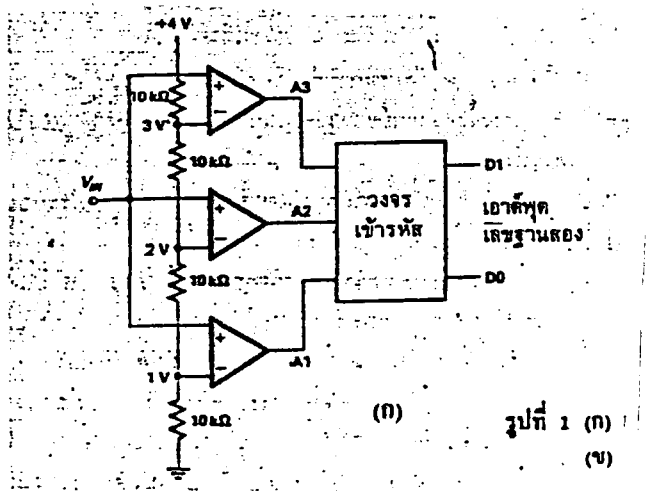 +4 V
10 kΩ
+
−
A3
3 V
10 kΩ
V_IN
+
−
A2
วงจร
เข้ารหัส
D1
เอาต์พุต
เลขฐานสอง
2 V
10 kΩ
D0
+
−
A1
1 V
10 kΩ
(ก)
รูปที่ 1 (ก)
(ข)